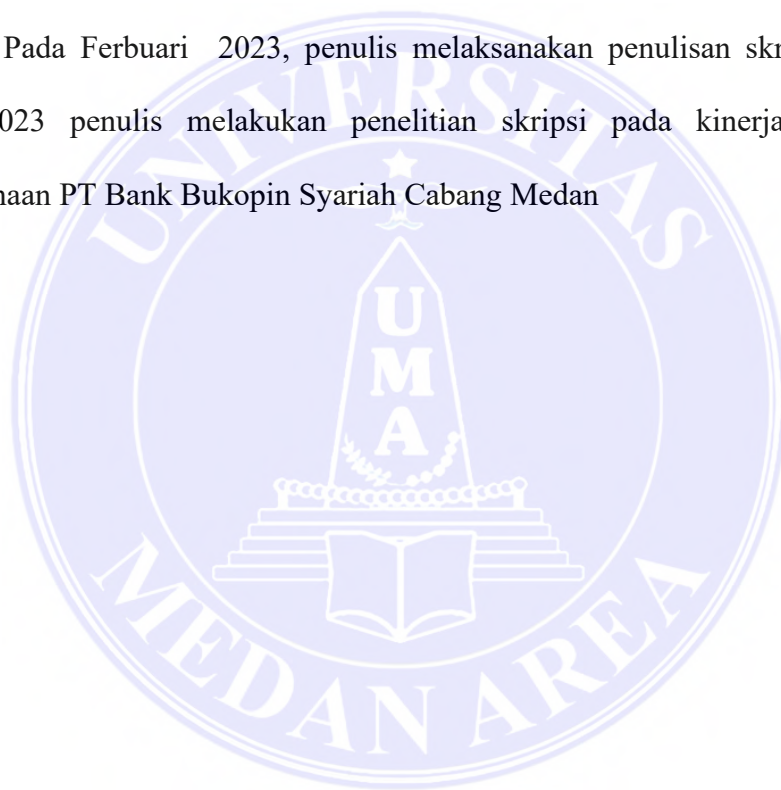 Pada Ferbuari 2023, penulis melaksanakan penulisan
023 penulis melakukan penelitian skripsi pada kinerja
naan PT Bank Bukopin Syariah Cabang Medan
UNIVERSITAS
UMA
MEDAN AREA